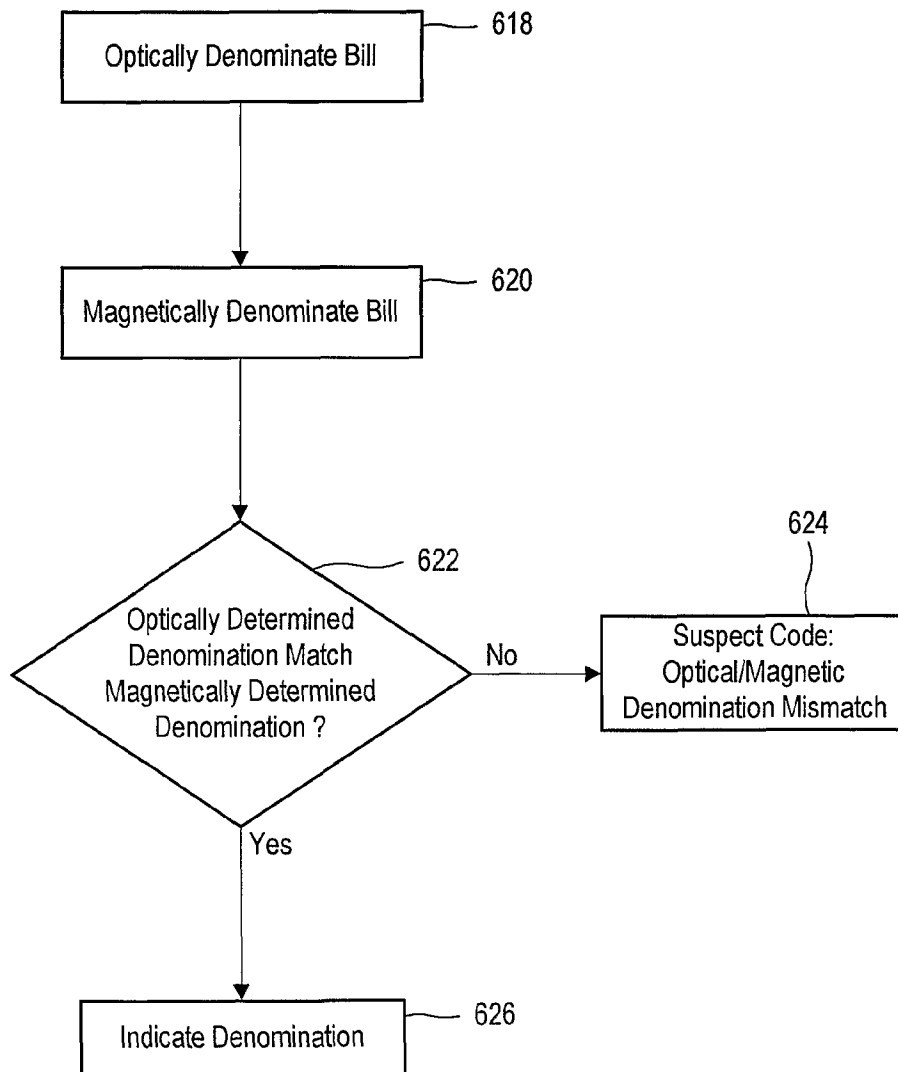 618
Optically Denominate Bill
620
Magnetically Denominate Bill
622
Optically Determined
Denomination Match
Magnetically Determined
Denomination ?
No
624
Suspect Code:
Optical/Magnetic
Denomination Mismatch
Yes
Indicate Denomination
626